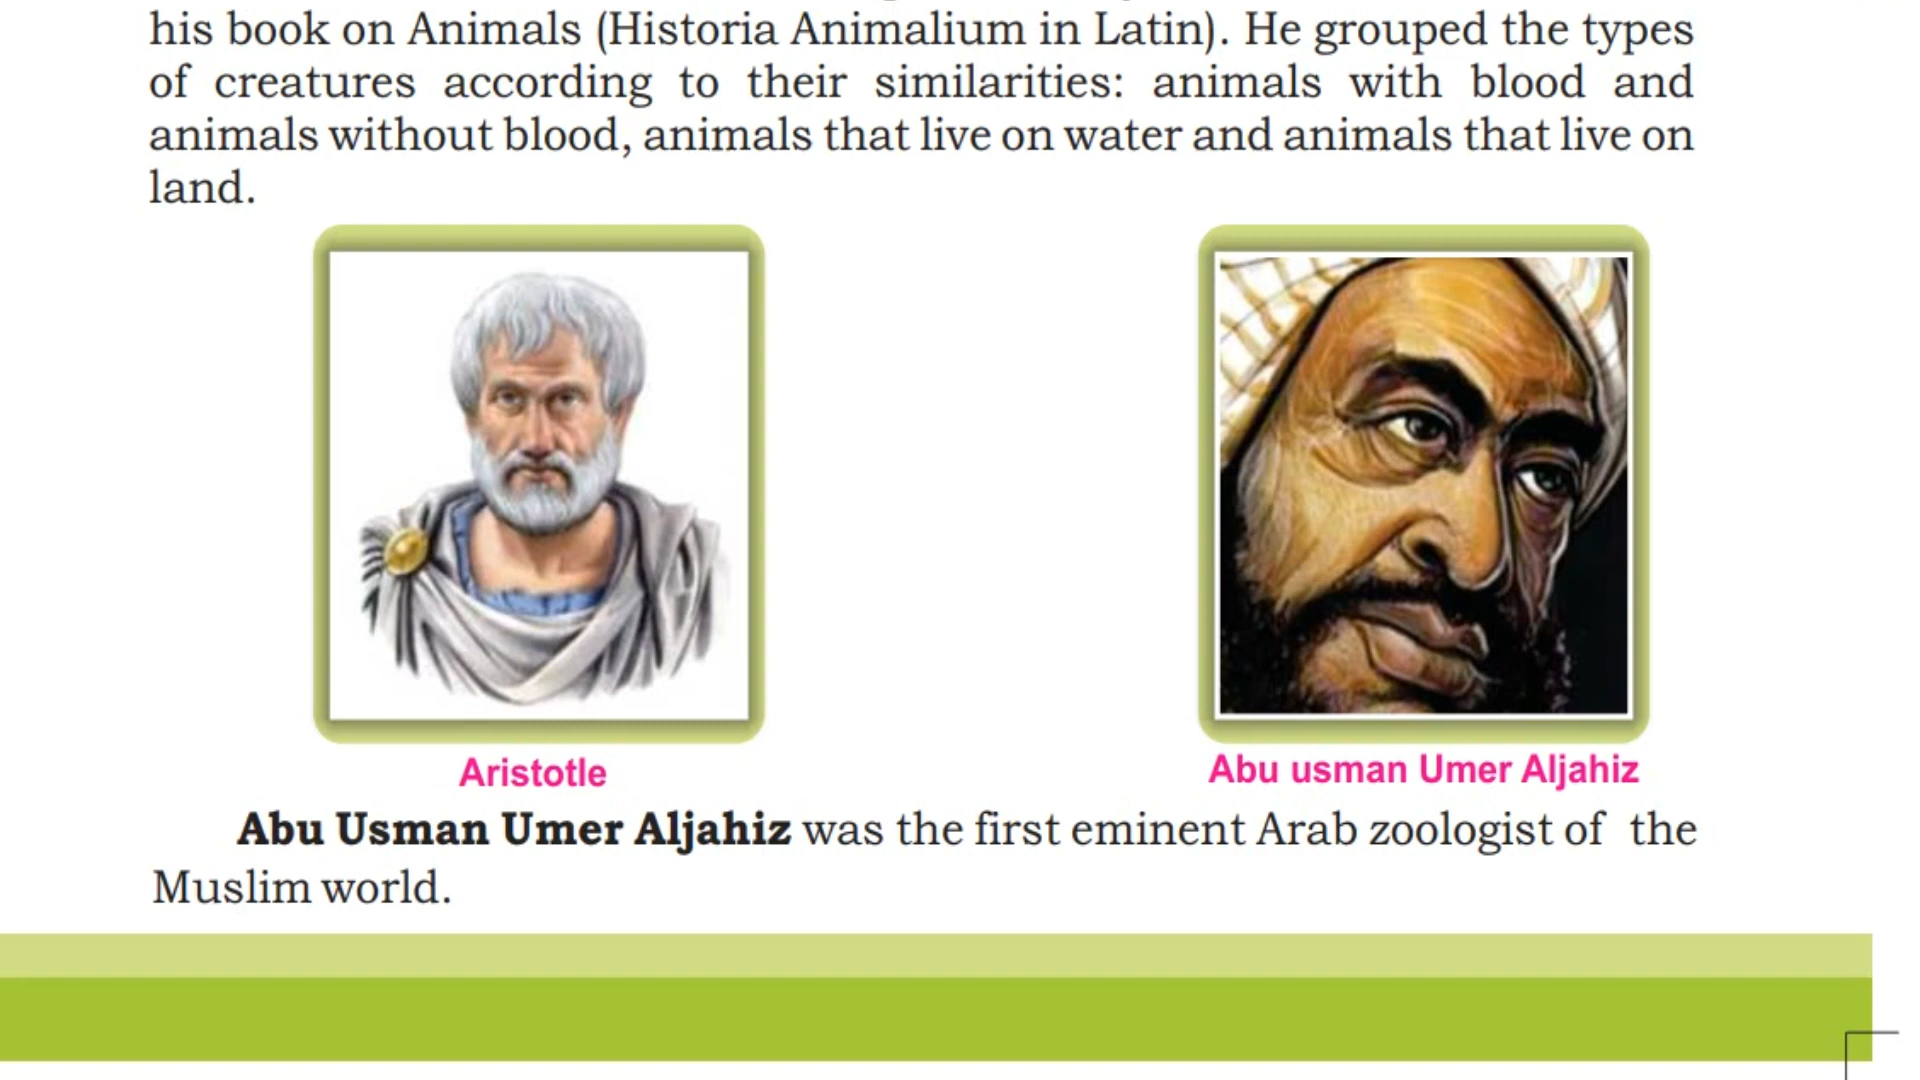 his book on Animals (Historia Animalium in Latin). He grouped the types
of creatures according to their similarities: animals with blood and
animals without blood, animals that live on water and animals that live on
land.
Aristotle
Abu usman Umer Aljahiz
Abu Usman Umer Aljahiz was the first eminent Arab zoologist of the
Muslim world.